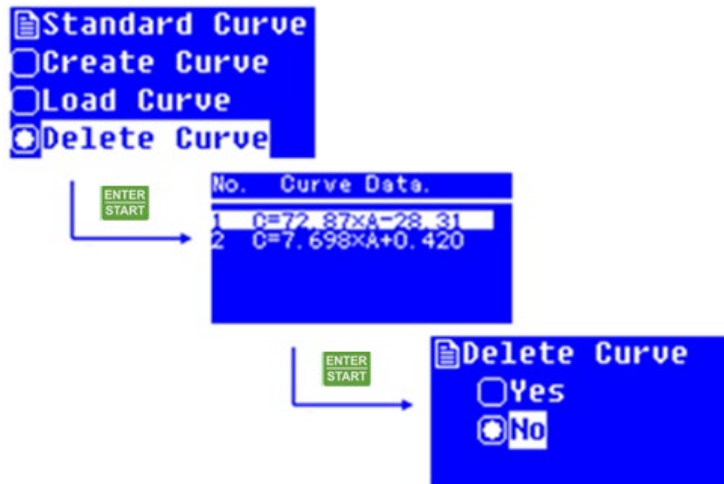 Standard Curve
Create Curve
Load Curve
Delete Curve
ENTER
START
No. Curve Data.
1 C=72.87×A-28.31
2 C=7.698×A+0.420
ENTER
START
Delete Curve
Yes
No